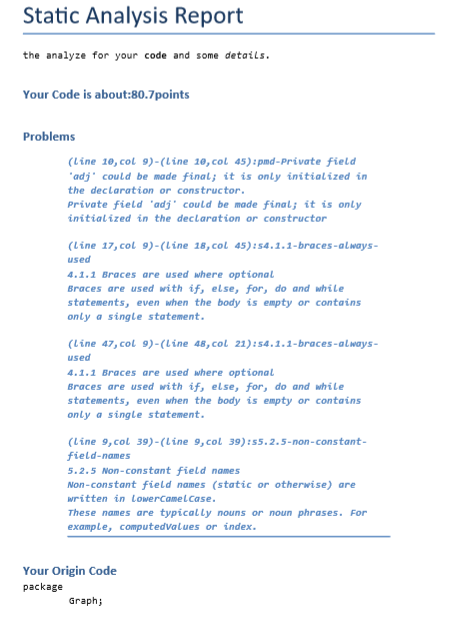 Static Analysis Report
the analyze for your code and some details.
Your Code is about:80.7points
Problems
(line 10,col 9)-(line 10,col 45):pmd-Private field
'adj' could be made final; it is only initialized in
the declaration or constructor.
Private field 'adj' could be made final; it is only
initialized in the declaration or constructor
(line 17,col 9)-(line 18,col 45):s4.1.1-braces-always-
used
4.1.1 Braces are used where optional
Braces are used with if, else, for, do and while
statements, even when the body is empty or contains
only a single statement.
(line 47,col 9)-(line 48,col 21):s4.1.1-braces-always-
used
4.1.1 Braces are used where optional
Braces are used with if, else, for, do and while
statements, even when the body is empty or contains
only a single statement.
(line 9,col 39)-(line 9,col 39):s5.2.5-non-constant-
field-names
5.2.5 Non-constant field names
Non-constant field names (static or otherwise) are
written in lowerCamelCase.
These names are typically nouns or noun phrases. For
example, computedValues or index.
Your Origin Code
package
Graph;